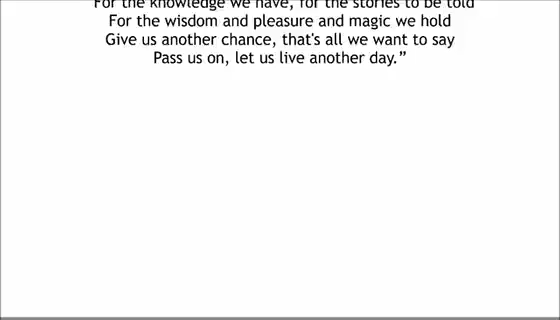 For the knowledge we have, for the stories to be told
For the wisdom and pleasure and magic we hold
Give us another chance, that's all we want to say
Pass us on, let us live another day.”